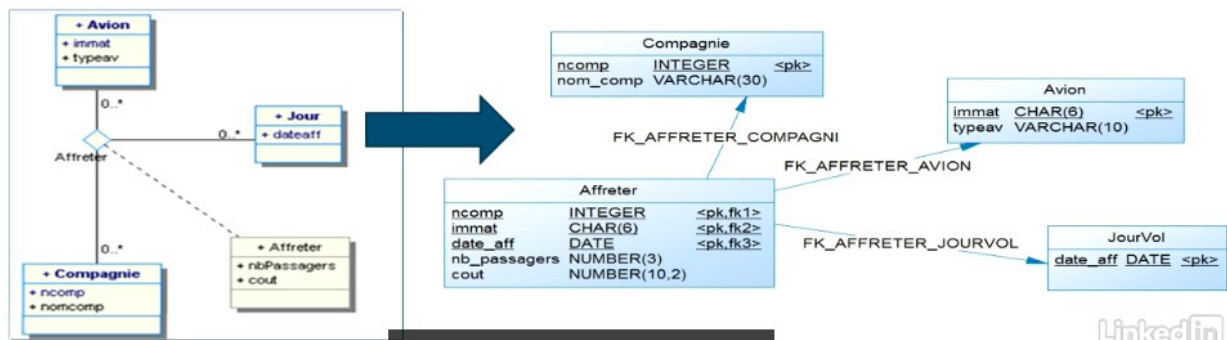 + Avion
+ immat
+ typeav
0..*
+ Jour
+ dateaff
0..*
Affreter
0..*
+ Affreter
+ nbPassagers
+ cout
+ Compagnie
+ ncomp
+ nomcomp
Compagnie
ncomp INTEGER <pk>
nom_comp VARCHAR(30)
FK_AFFRETER_COMPAGNI
Avion
immat CHAR(6) <pk>
typeav VARCHAR(10)
FK_AFFRETER_AVION
Affreter
ncomp INTEGER <pk,fk1>
immat CHAR(6) <pk,fk2>
date_aff DATE <pk,fk3>
nb_passagers NUMBER(3)
cout NUMBER(10,2)
FK_AFFRETER_JOURVOL
JourVol
date_aff DATE <pk>
Linked in